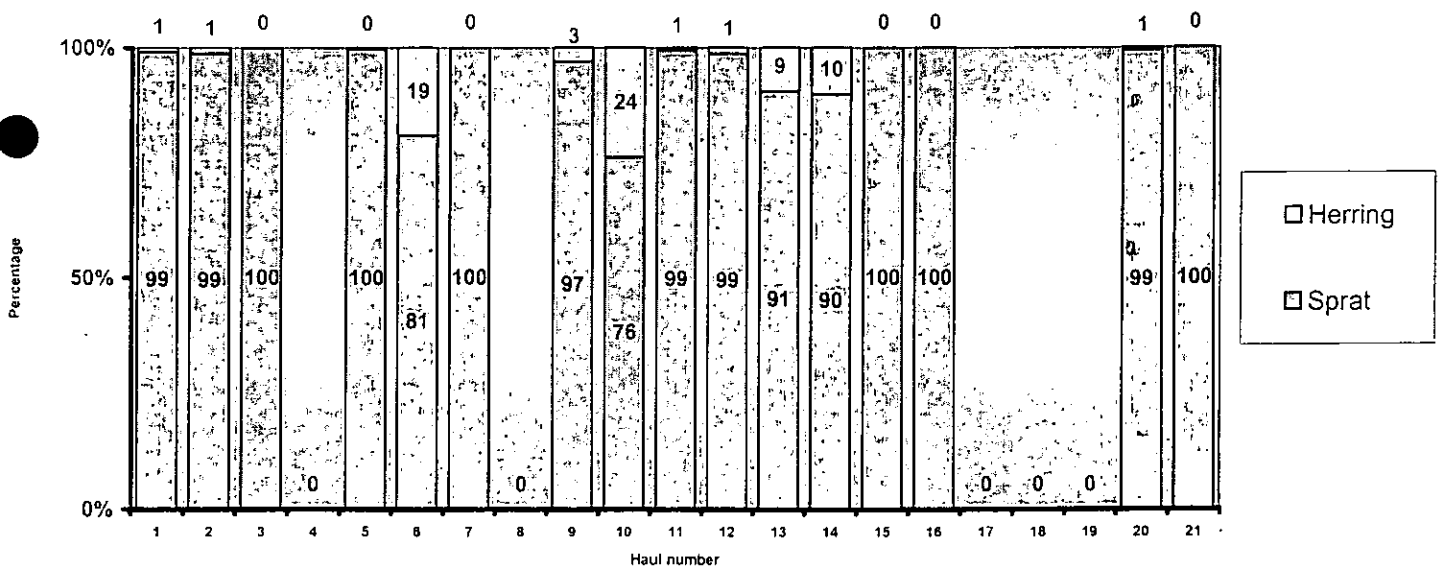 1 1 0 0 0 3 1 1 0 0 1 0
100%
19 24 9 10
Herring
50%
99 99 100 100 81 100 97 76 99 99 91 90 100 100 99 100
Sprat
0 0 0 0 0
0%
1 2 3 4 5 6 7 8 9 10 11 12 13 14 15 16 17 18 19 20 21
Haul number
Percentage